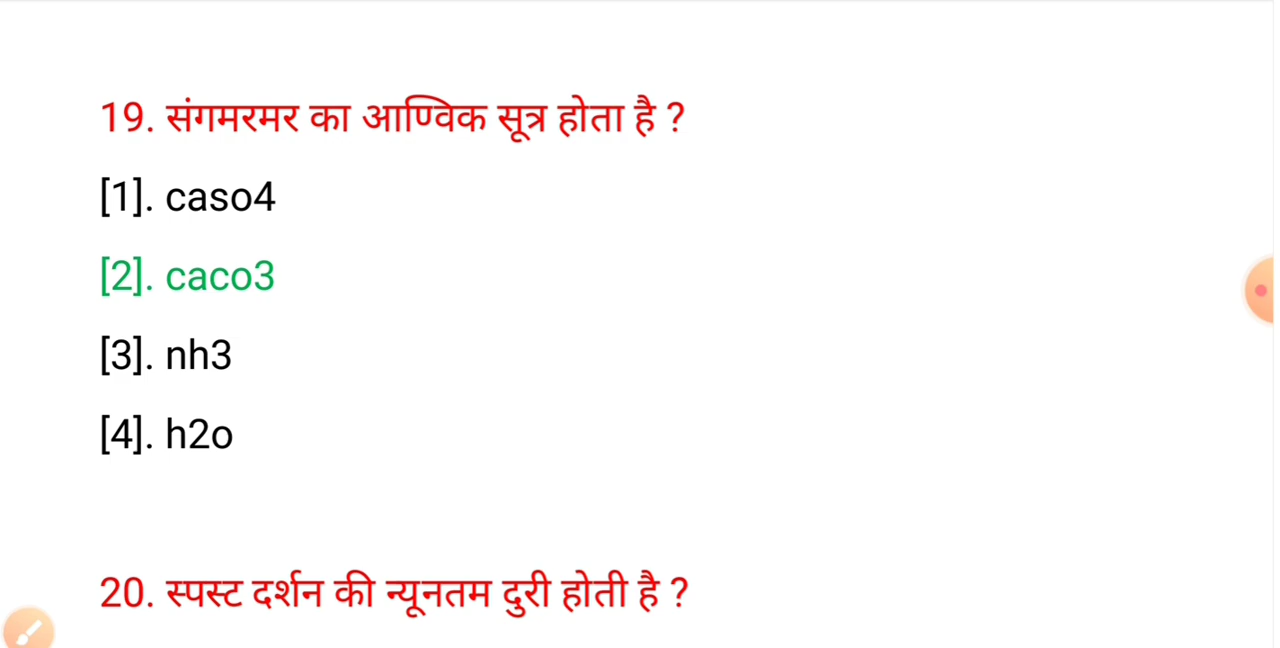 19. संगमरमर का आण्विक सूत्र होता है ?
[1]. caso4
[2]. caco3
[3]. nh3
[4]. h2o
20. स्पस्ट दर्शन की न्यूनतम दुरी होती है ?